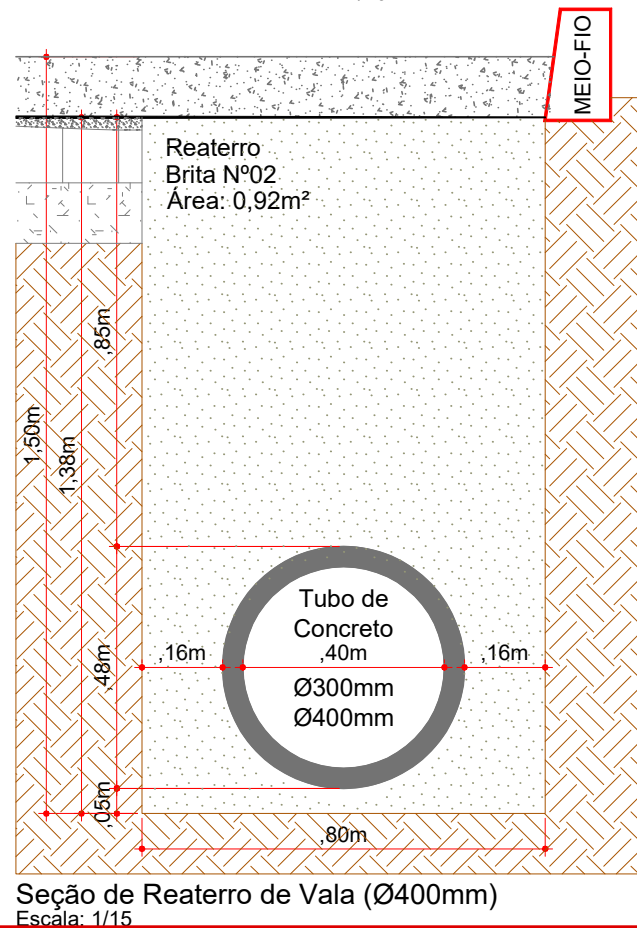 MEIO-FIO
Reaterro
Brita Nº02
Área: 0,92m²
,85m
1,50m
1,38m
Tubo de
Concreto
,16m
,40m
,16m
Ø300mm
Ø400mm
,48m
,05m
,80m
Seção de Reaterro de Vala (Ø400mm)
Escala: 1/15